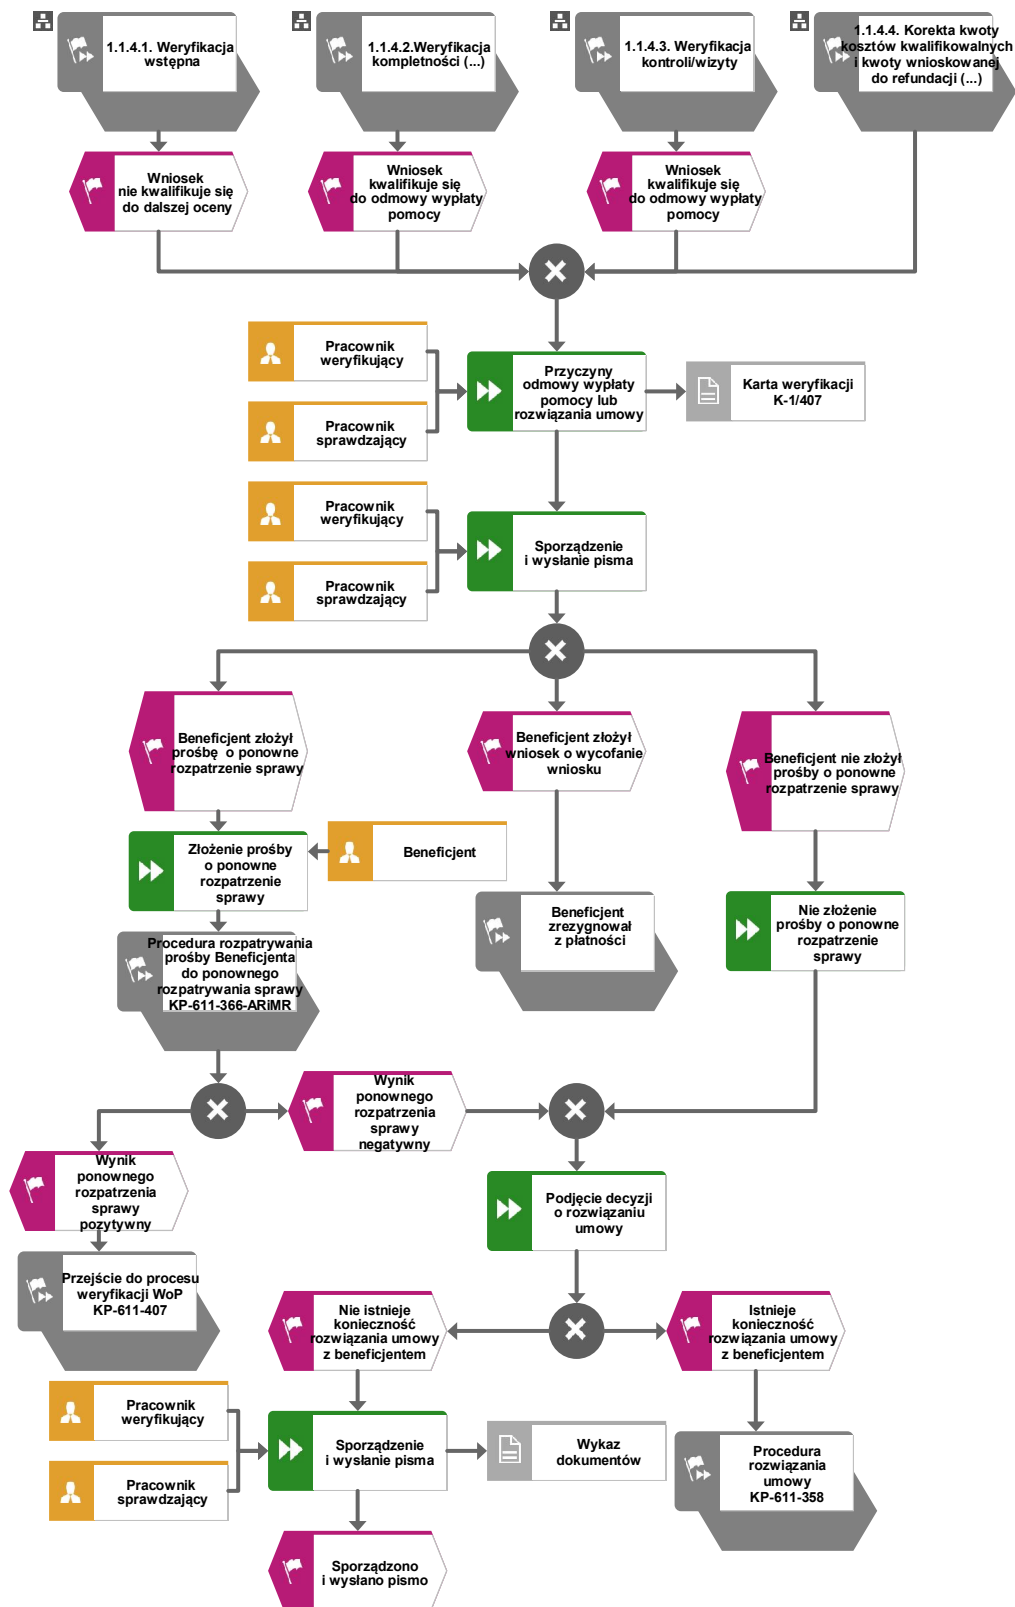 1.1.4.1. Weryfikacja
wstępna
1.1.4.2.Weryfikacja
kompletności (...)
1.1.4.3. Weryfikacja
kontroli/wizyty
1.1.4.4. Korekta kwoty
kosztów kwalifikowalnych
i kwoty wnioskowanej
do refundacji (...)
Wniosek
nie kwalifikuje się
do dalszej oceny
Wniosek
kwalifikuje się
do odmowy wypłaty
pomocy
Wniosek
kwalifikuje się
do odmowy wypłaty
pomocy
Pracownik
weryfikujący
Pracownik
sprawdzający
Przyczyny
odmowy wypłaty
pomocy lub
rozwiązania umowy
Karta weryfikacji
K-1/407
Pracownik
weryfikujący
Pracownik
sprawdzający
Sporządzenie
i wysłanie pisma
Beneficjent złożył
prośbę o ponowne
rozpatrzenie sprawy
Beneficjent złożył
wniosek o wycofanie
wniosku
Beneficjent nie złożył
prośby o ponowne
rozpatrzenie sprawy
Złożenie prośby
o ponowne
rozpatrzenie
sprawy
Beneficjent
Beneficjent
zrezygnował
z płatności
Nie złożenie
prośby o ponowne
rozpatrzenie
sprawy
Procedura rozpatrywania
prośby Beneficjenta
do ponownego
rozpatrywania sprawy
KP-611-366-ARiMR
Wynik
ponownego
rozpatrzenia
sprawy
negatywny
Wynik
ponownego
rozpatrzenia
sprawy
pozytywny
Podjęcie decyzji
o rozwiązaniu
umowy
Przejście do procesu
weryfikacji WoP
KP-611-407
Nie istnieje
konieczność
rozwiązania umowy
z beneficjentem
Istnieje
konieczność
rozwiązania umowy
z beneficjentem
Pracownik
weryfikujący
Pracownik
sprawdzający
Sporządzenie
i wysłanie pisma
Wykaz
dokumentów
Procedura
rozwiązania
umowy
KP-611-358
Sporządzono
i wysłano pismo